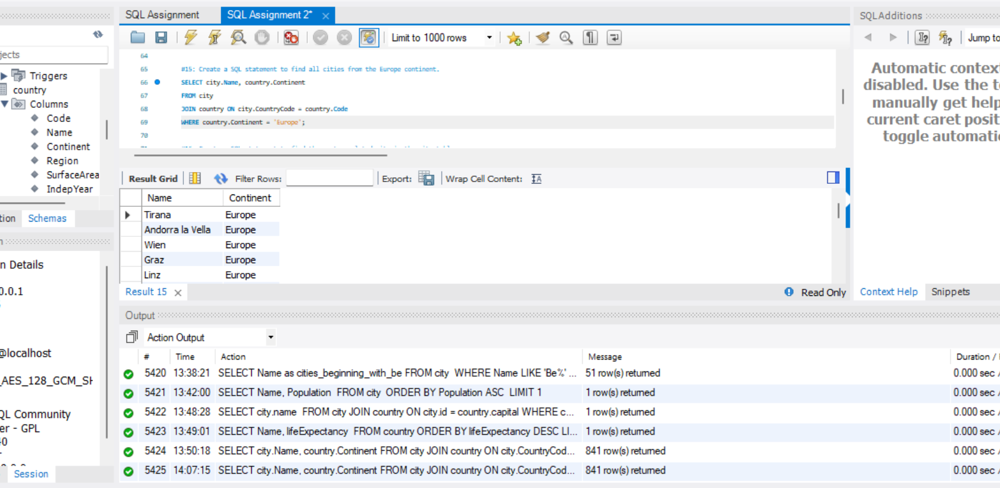 SQL Assignment
SQL Assignment 2*
SQLAdditions
Limit to 1000 rows
Jump to
jects
Triggers
country
Columns
Code
Name
Continent
Region
SurfaceArea
IndepYear
tion Schemas
n Details
0.0.1
@localhost
_AES_128_GCM_SH
QL Community
er - GPL
Session
64
65 #15: Create a SQL statement to find all cities from the Europe continent.
66 SELECT city.Name, country.Continent
67 FROM city
68 JOIN country ON city.CountryCode = country.Code
69 WHERE country.Continent = 'Europe';
70
Automatic context
disabled. Use the to
manually get help
current caret posit
toggle automatic
Result Grid Filter Rows: Export: Wrap Cell Content:
Name Continent
Tirana Europe
Andorra la Vella Europe
Wien Europe
Graz Europe
Linz Europe
Result 15
Read Only
Context Help Snippets
Output
Action Output
# Time Action Message Duration /
5420 13:38:21 SELECT Name as cities_beginning_with_be FROM city WHERE Name LIKE 'Be%' ... 51 row(s) returned 0.000 sec /
5421 13:42:00 SELECT Name, Population FROM city ORDER BY Population ASC LIMIT 1 1 row(s) returned 0.000 sec /
5422 13:48:28 SELECT city.name FROM city JOIN country ON city.id = country.capital WHERE c... 1 row(s) returned 0.000 sec /
5423 13:49:01 SELECT Name, lifeExpectancy FROM country ORDER BY lifeExpectancy DESC LI... 1 row(s) returned 0.000 sec /
5424 13:50:18 SELECT city.Name, country.Continent FROM city JOIN country ON city.CountryCod... 841 row(s) returned 0.000 sec /
5425 14:07:15 SELECT city.Name, country.Continent FROM city JOIN country ON city.CountryCod... 841 row(s) returned 0.000 sec /